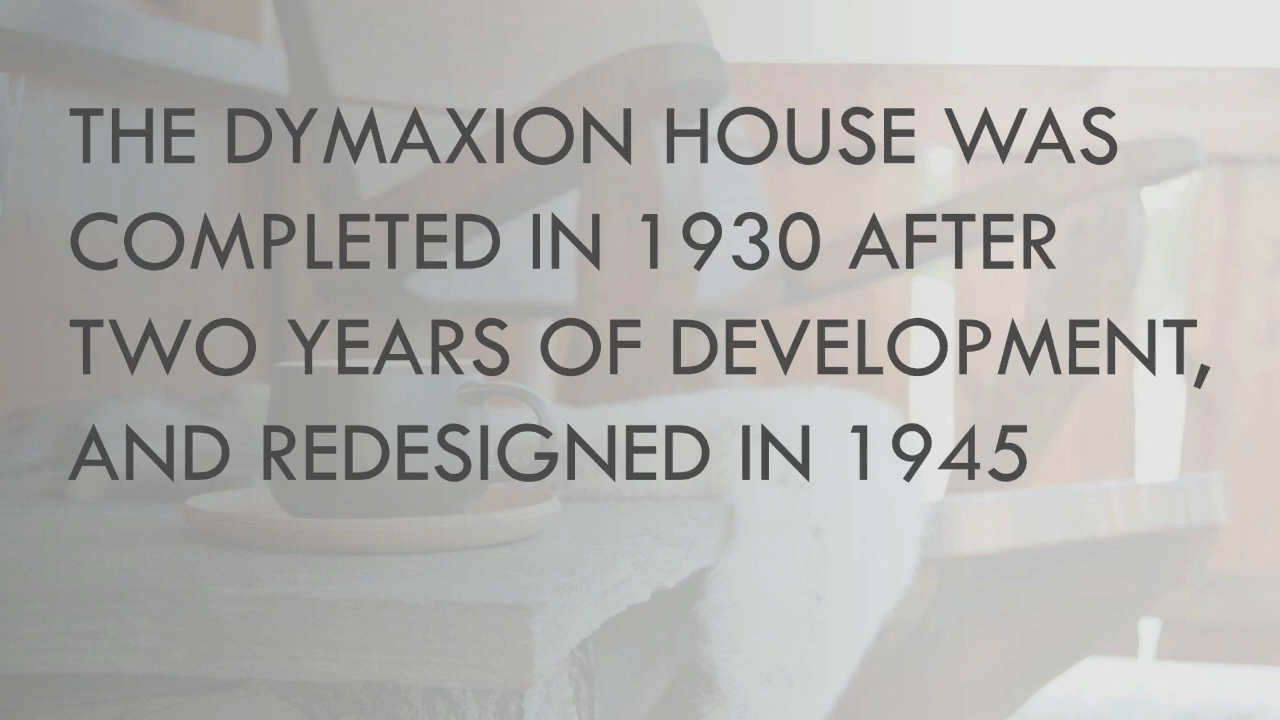 THE DYMAXION HOUSE WAS
COMPLETED IN 1930 AFTER
TWO YEARS OF DEVELOPMENT,
AND REDESIGNED IN 1945